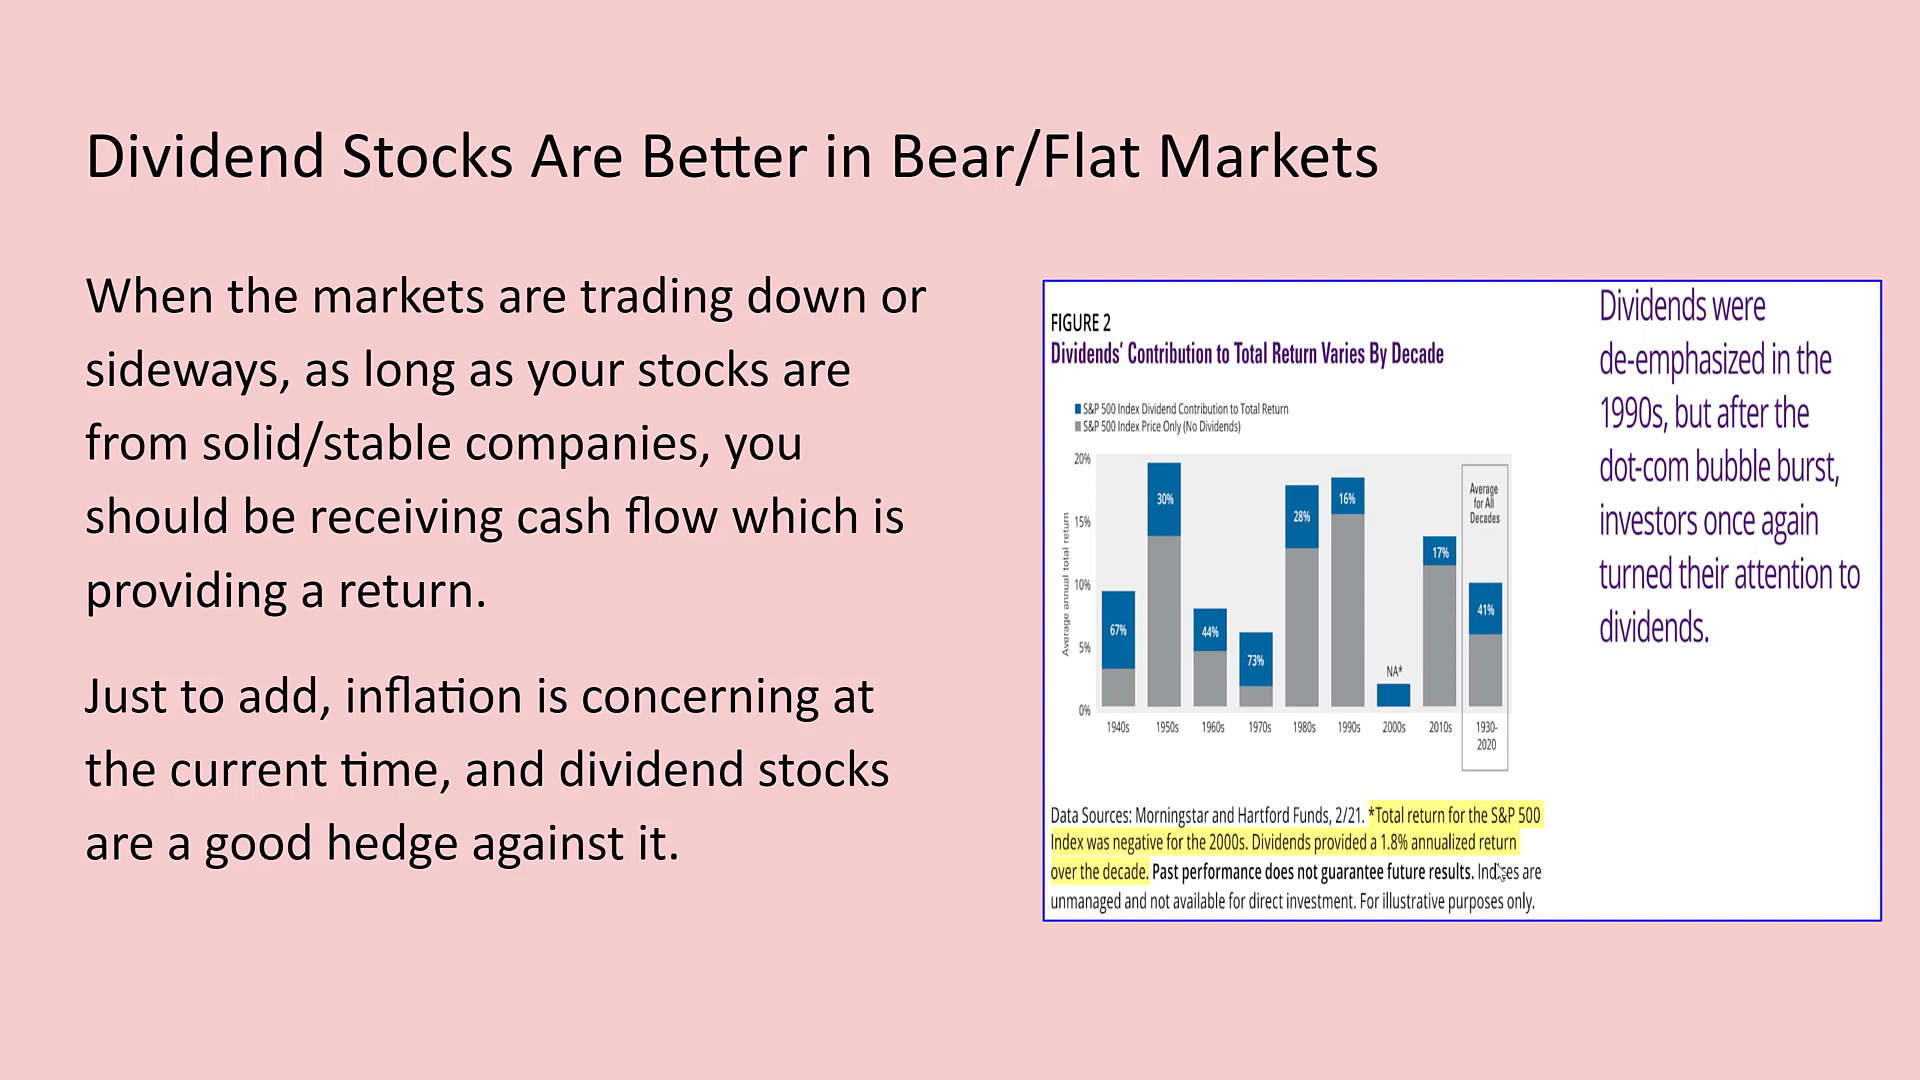 Dividend Stocks Are Better in Bear/Flat Markets
When the markets are trading down or
sideways, as long as your stocks are
from solid/stable companies, you
should be receiving cash flow which is
providing a return.
Just to add, inflation is concerning at
the current time, and dividend stocks
are a good hedge against it.
FIGURE 2
Dividends' Contribution to Total Return Varies By Decade
S&P 500 Index Dividend Contribution to Total Return
S&P 500 Index Price Only (No Dividends)
Average annual total return
20%
15%
10%
5%
0%
67%
30%
44%
73%
28%
16%
NA*
17%
41%
Average
for All
Decades
1940s
1950s
1960s
1970s
1980s
1990s
2000s
2010s
1930-
2020
Data Sources: Morningstar and Hartford Funds, 2/21. *Total return for the S&P 500
Index was negative for the 2000s. Dividends provided a 1.8% annualized return
over the decade. Past performance does not guarantee future results. Indices are
unmanaged and not available for direct investment. For illustrative purposes only.
Dividends were
de-emphasized in the
1990s, but after the
dot-com bubble burst,
investors once again
turned their attention to
dividends.